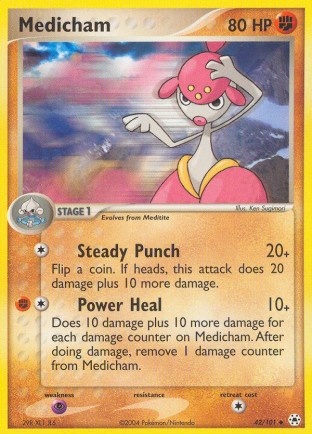 Medicham 80 HP
Illus. Ken Sugimori
STAGE 1
Evolves from Meditite
Steady Punch 20+
Flip a coin. If heads, this attack does 20
damage plus 10 more damage.
Power Heal 10+
Does 10 damage plus 10 more damage for
each damage counter on Medicham. After
doing damage, remove 1 damage counter
from Medicham.
weakness resistance retreat cost
©2004 Pokémon/Nintendo 42/101